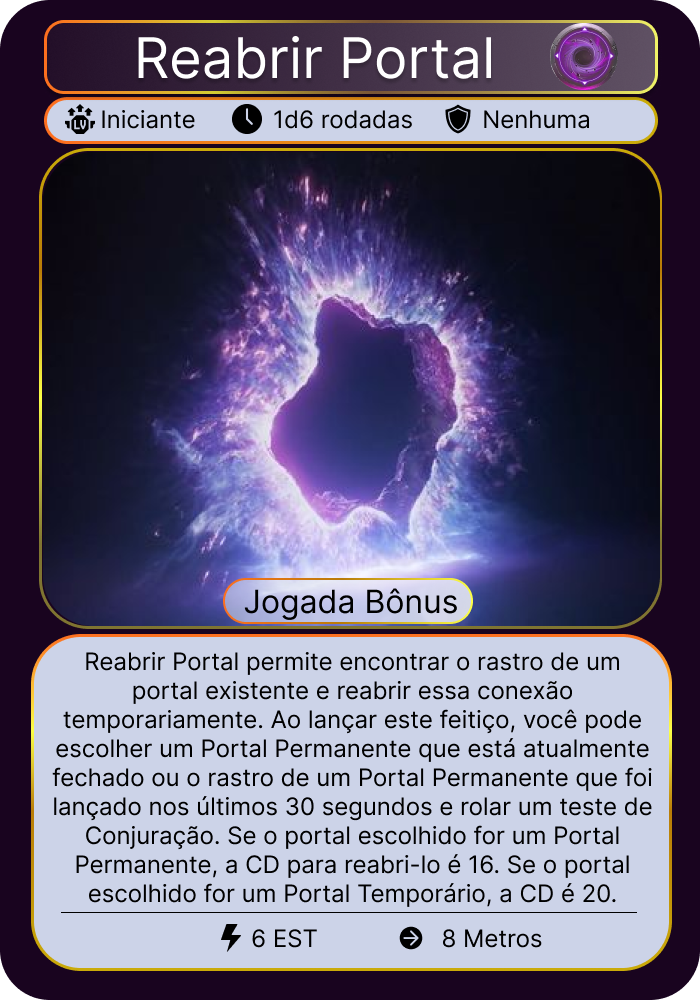 Reabrir Portal
LV Iniciante 1d6 rodadas Nenhuma
Jogada Bônus
Reabrir Portal permite encontrar o rastro de um
portal existente e reabrir essa conexão
temporariamente. Ao lançar este feitiço, você pode
escolher um Portal Permanente que está atualmente
fechado ou o rastro de um Portal Permanente que foi
lançado nos últimos 30 segundos e rolar um teste de
Conjuração. Se o portal escolhido for um Portal
Permanente, a CD para reabri-lo é 16. Se o portal
escolhido for um Portal Temporário, a CD é 20.
6 EST 8 Metros